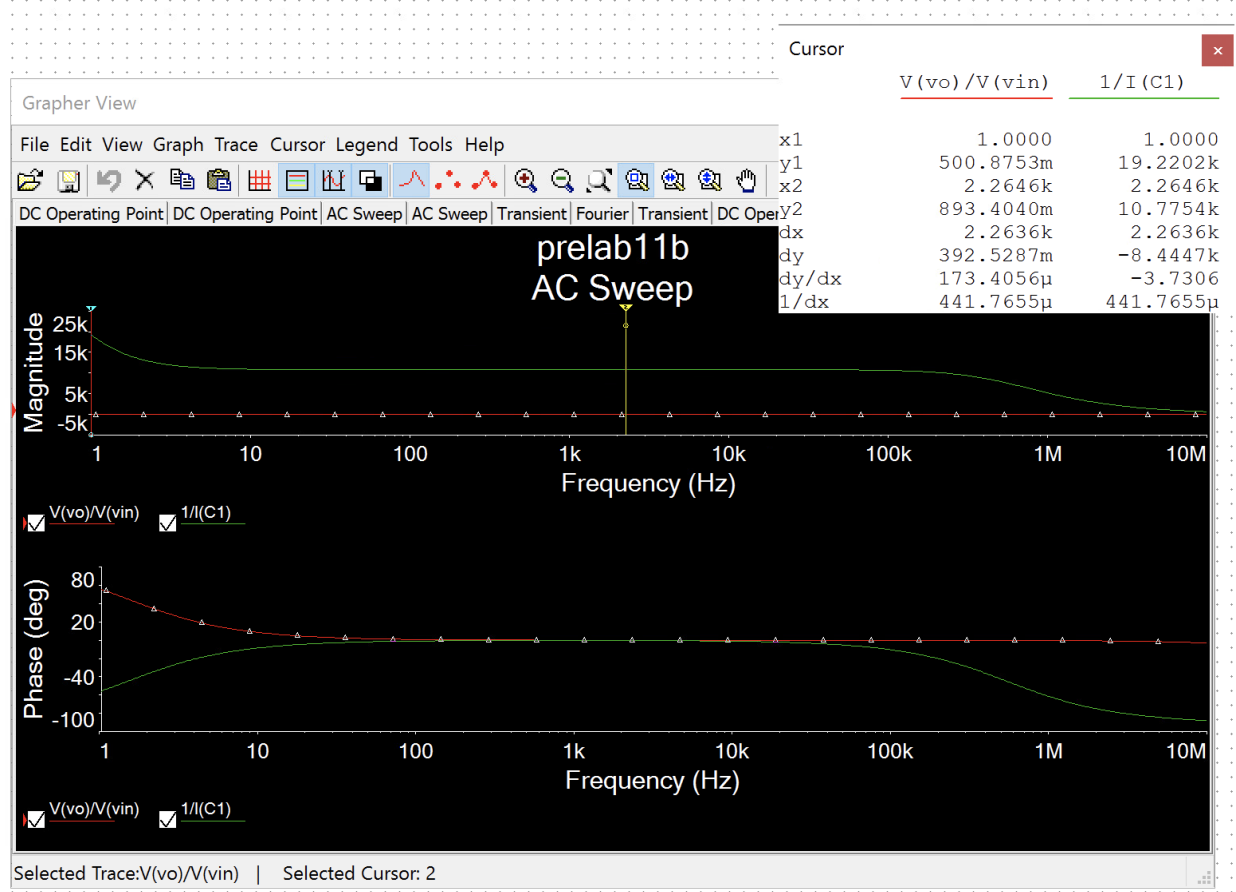 Cursor
x
V(vo)/V(vin) 1/I(C1)
x1 1.0000 1.0000
y1 500.8753m 19.2202k
x2 2.2646k 2.2646k
y2 893.4040m 10.7754k
dx 2.2636k 2.2636k
dy 392.5287m -8.4447k
dy/dx 173.4056µ -3.7306
1/dx 441.7655µ 441.7655µ
Grapher View
File Edit View Graph Trace Cursor Legend Tools Help
DC Operating Point DC Operating Point AC Sweep AC Sweep Transient Fourier Transient DC Oper
prelab11b
AC Sweep
Magnitude
25k
15k
5k
-5k
1 10 100 1k 10k 100k 1M 10M
Frequency (Hz)
V(vo)/V(vin) 1/I(C1)
Phase (deg)
80
20
-40
-100
1 10 100 1k 10k 100k 1M 10M
Frequency (Hz)
V(vo)/V(vin) 1/I(C1)
Selected Trace:V(vo)/V(vin) | Selected Cursor: 2